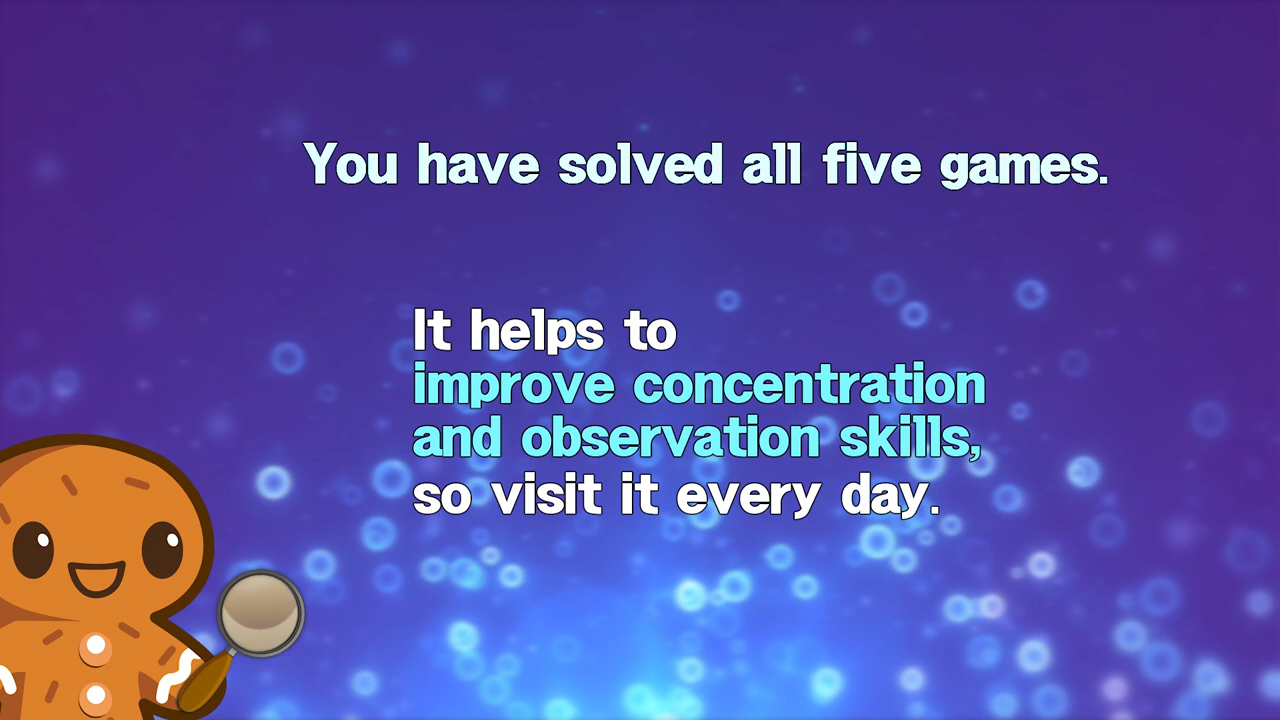 You have solved all five games.
It helps to
improve concentration
and observation skills,
so visit it every day.